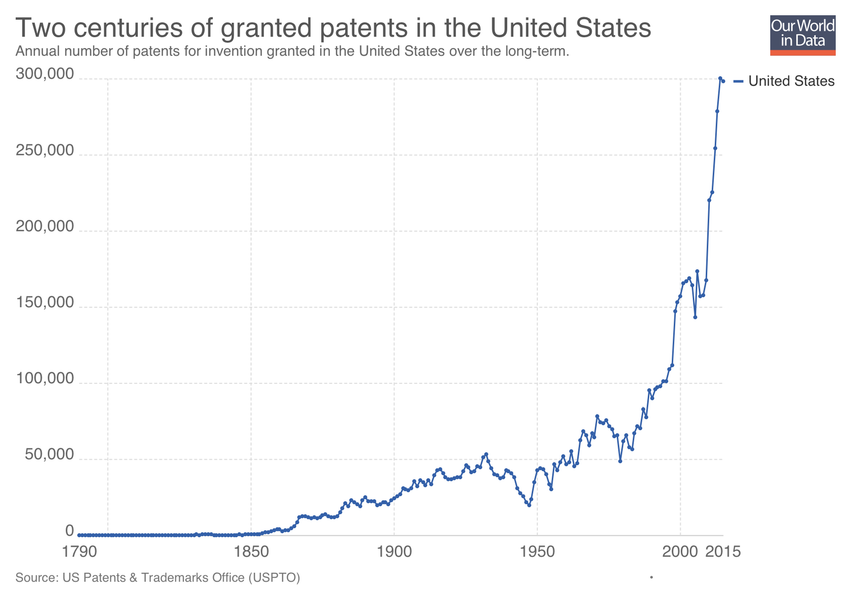 Two centuries of granted patents in the United States
Annual number of patents for invention granted in the United States over the long-term.
Our World
in Data
300,000
United States
250,000
200,000
150,000
100,000
50,000
0
1790 1850 1900 1950 2000 2015
Source: US Patents & Trademarks Office (USPTO)